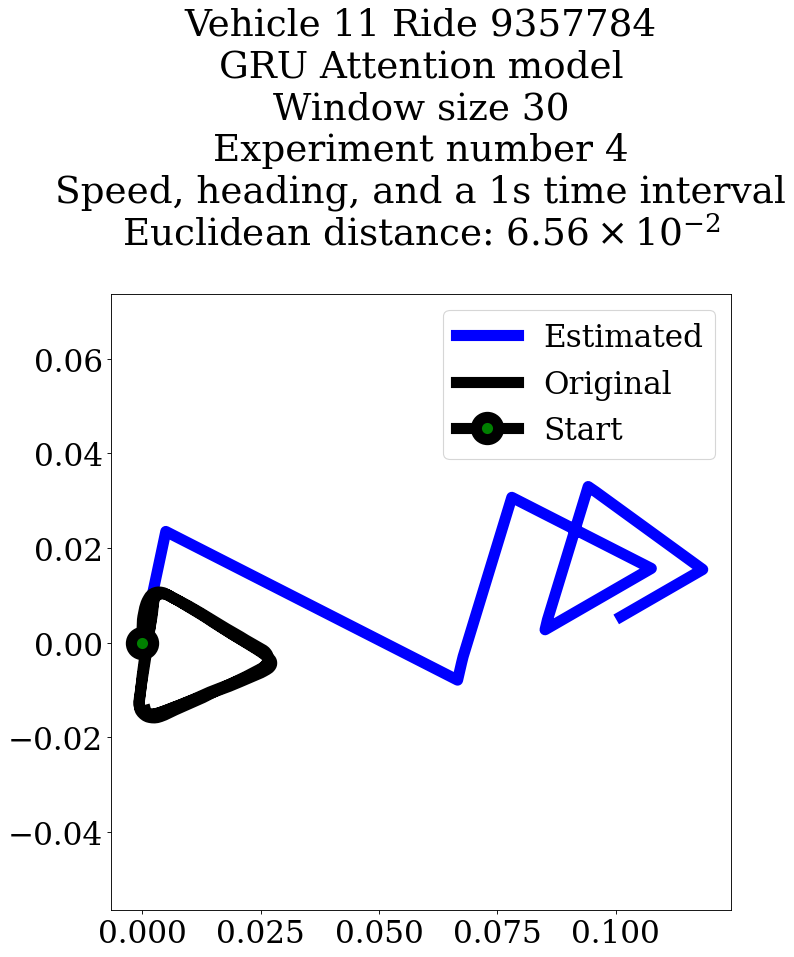 Vehicle 11 Ride 9357784
GRU Attention model
Window size 30
Experiment number 4
Speed, heading, and a 1s time interval
Euclidean distance: 6.56 × 10⁻²
Estimated
Original
Start
0.06
0.04
0.02
0.00
−0.02
−0.04
0.000 0.025 0.050 0.075 0.100